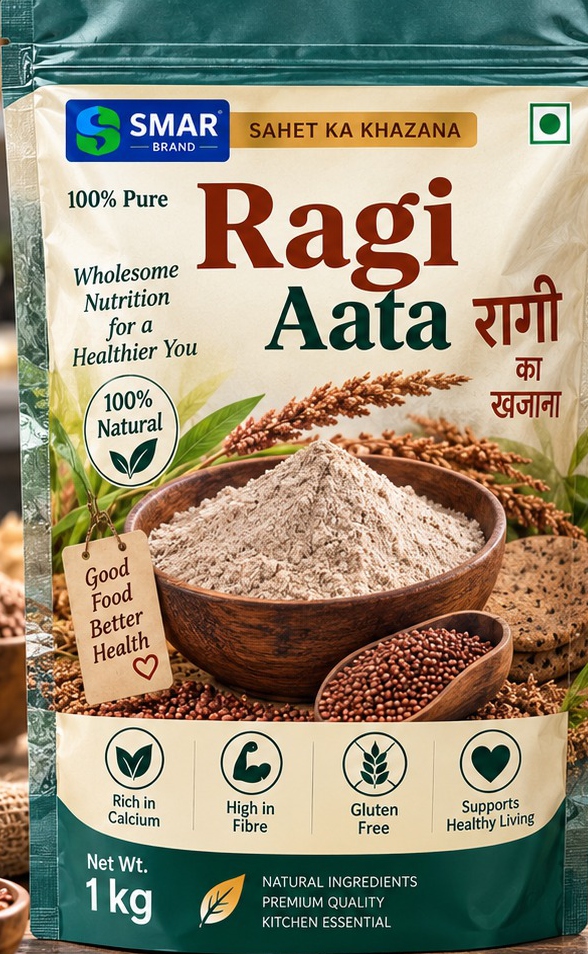 SMAR
BRAND
SAHET KA KHAZANA
100% Pure
Ragi
Aata
Wholesome
Nutrition
for a
Healthier You
रागी
का
खजाना
100%
Natural
Good
Food
Better
Health
Rich in
Calcium
High in
Fibre
Gluten
Free
Supports
Healthy Living
Net Wt.
1 kg
NATURAL INGREDIENTS
PREMIUM QUALITY
KITCHEN ESSENTIAL